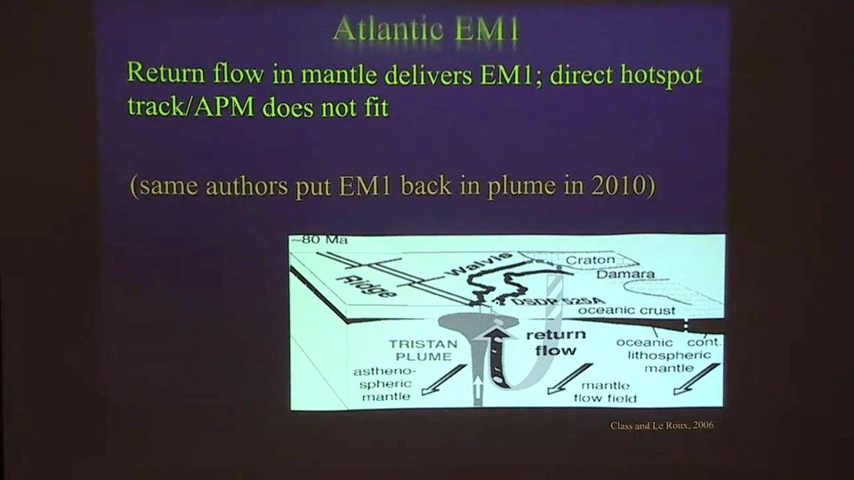 Atlantic EM1
Return flow in mantle delivers EM1; direct hotspot
track/APM does not fit
(same authors put EM1 back in plume in 2010)
~80 Ma
Walvis
Craton
Damara
Ridge
DSDP 525A
oceanic crust
TRISTAN
PLUME
return
flow
oceanic
cont.
lithospheric
mantle
astheno-
spheric
mantle
mantle
flow field
Class and Le Roux, 2006